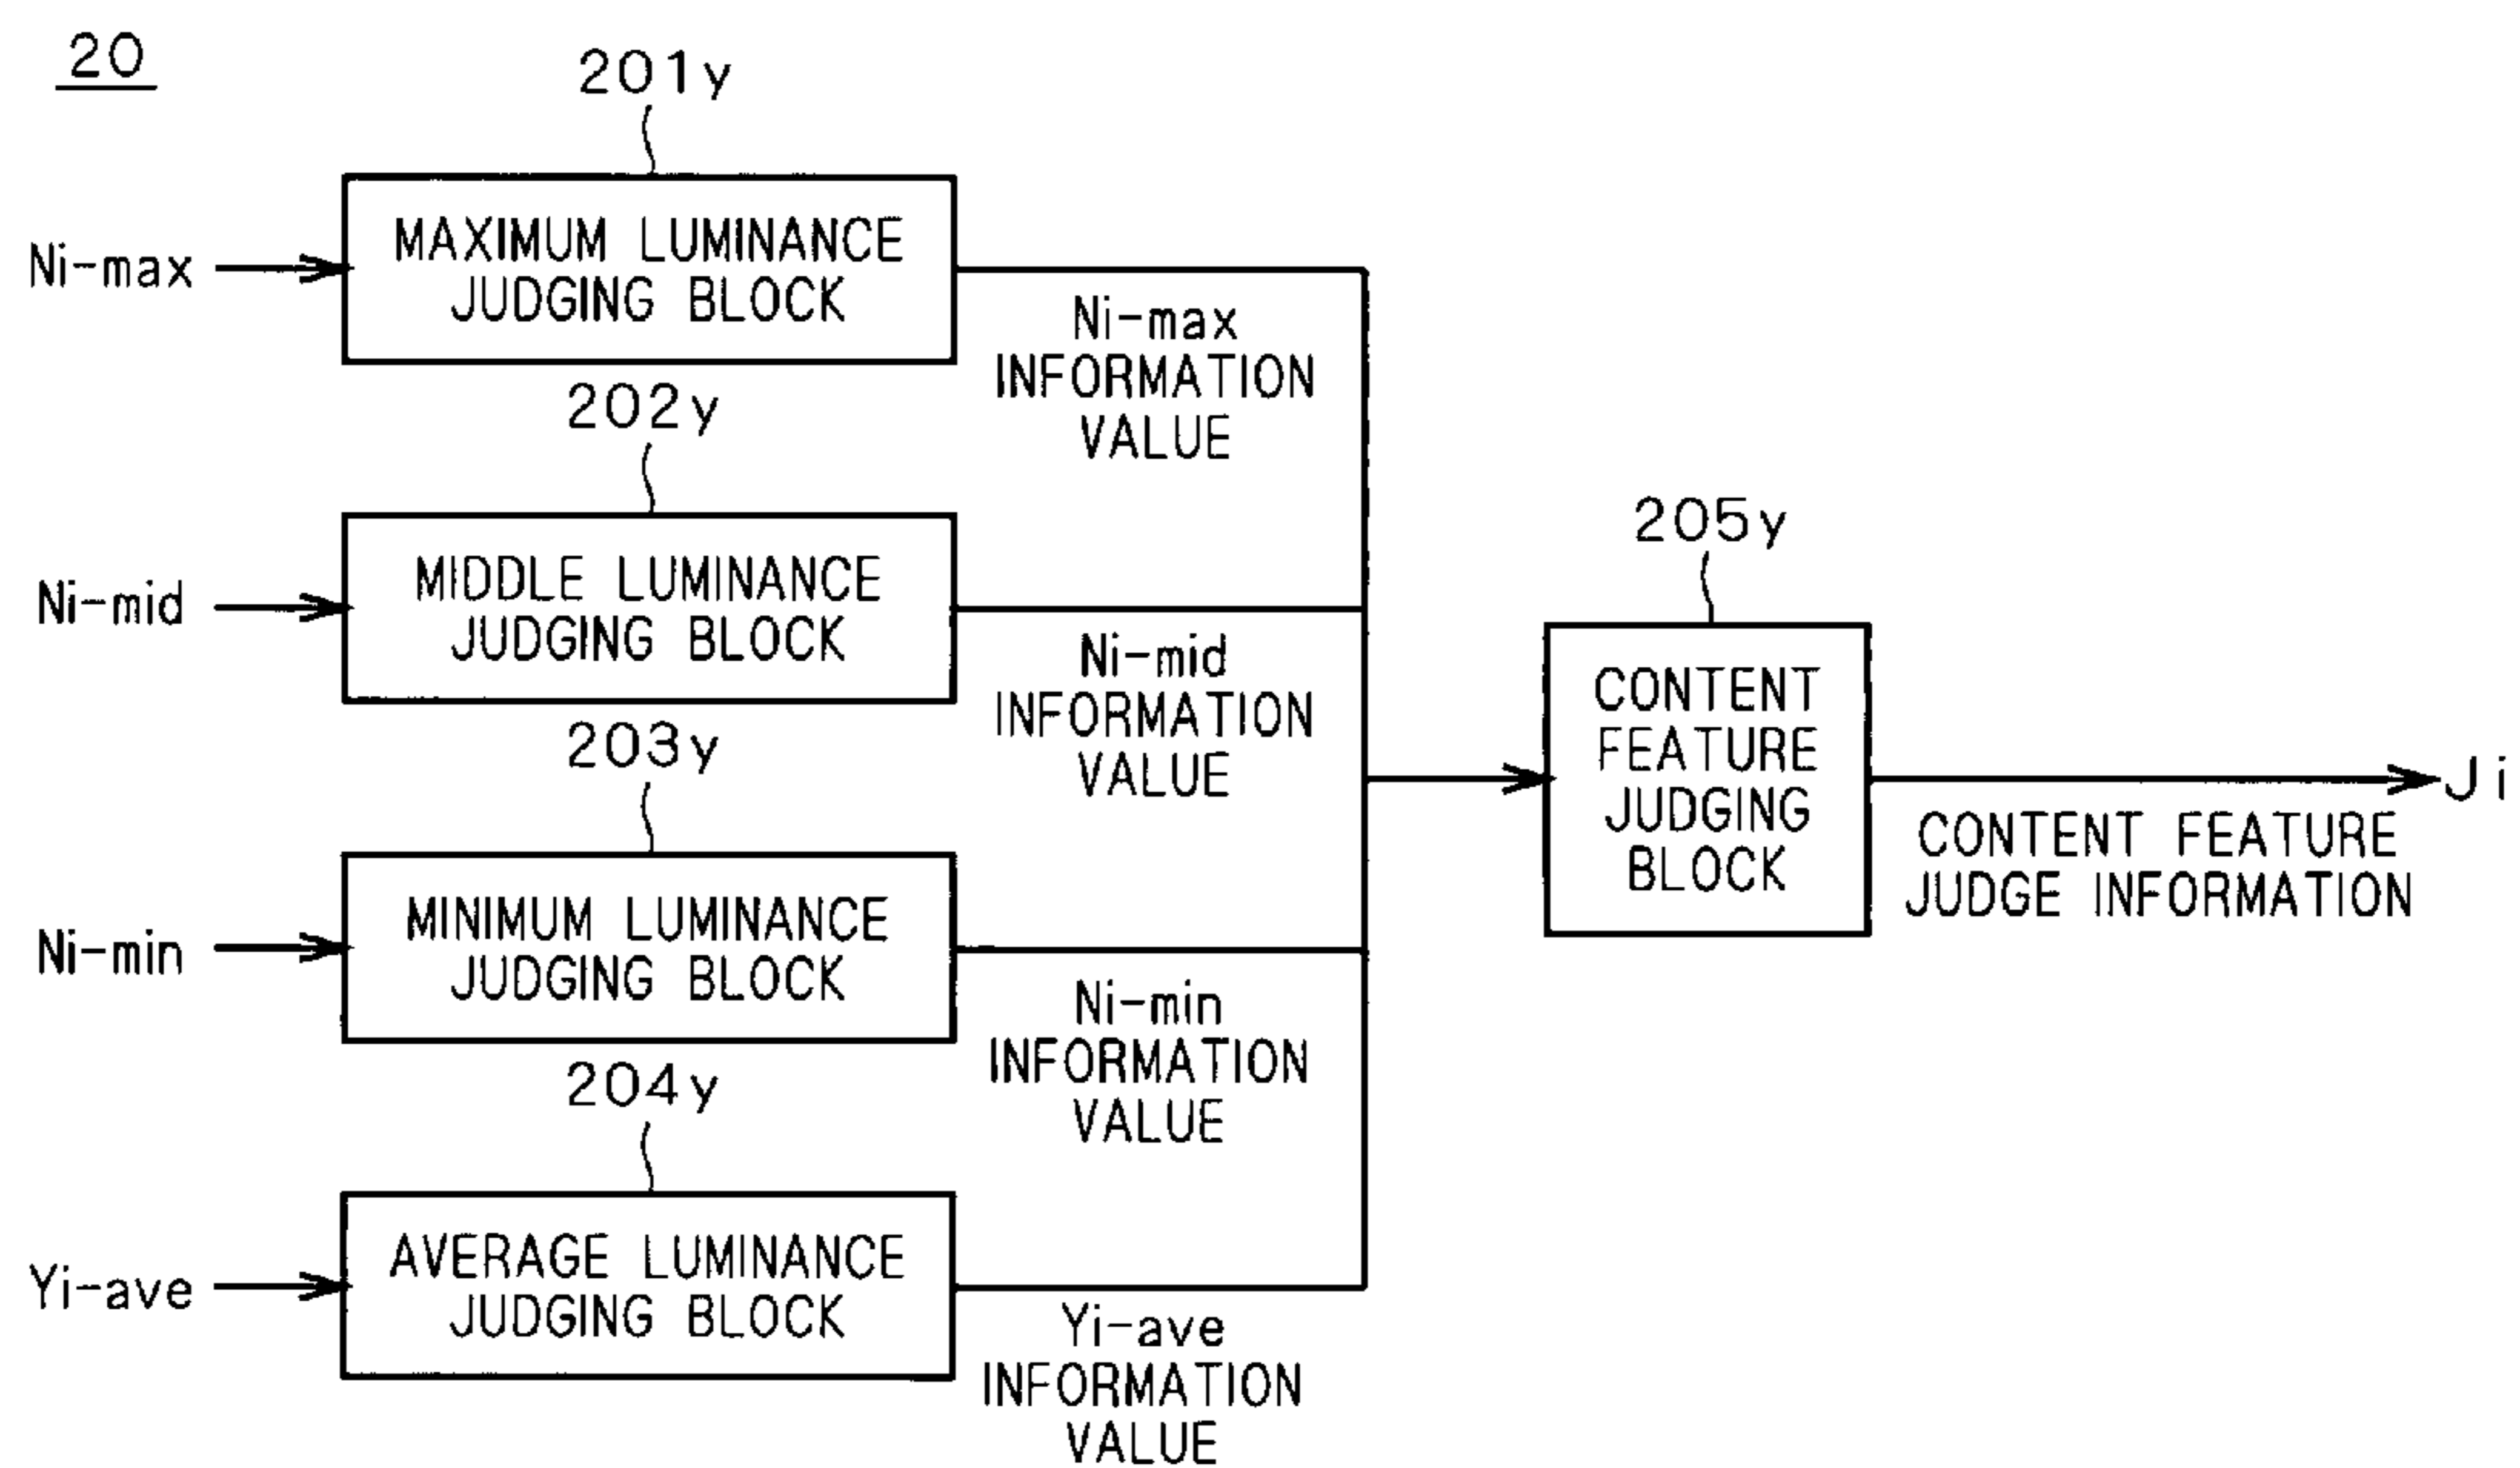 20
201y
Ni-max
MAXIMUM LUMINANCE
JUDGING BLOCK
Ni-max
INFORMATION
VALUE
202y
Ni-mid
MIDDLE LUMINANCE
JUDGING BLOCK
Ni-mid
INFORMATION
VALUE
203y
Ni-min
MINIMUM LUMINANCE
JUDGING BLOCK
Ni-min
INFORMATION
VALUE
204y
Yi-ave
AVERAGE LUMINANCE
JUDGING BLOCK
Yi-ave
INFORMATION
VALUE
205y
CONTENT
FEATURE
JUDGING
BLOCK
Ji
CONTENT FEATURE
JUDGE INFORMATION